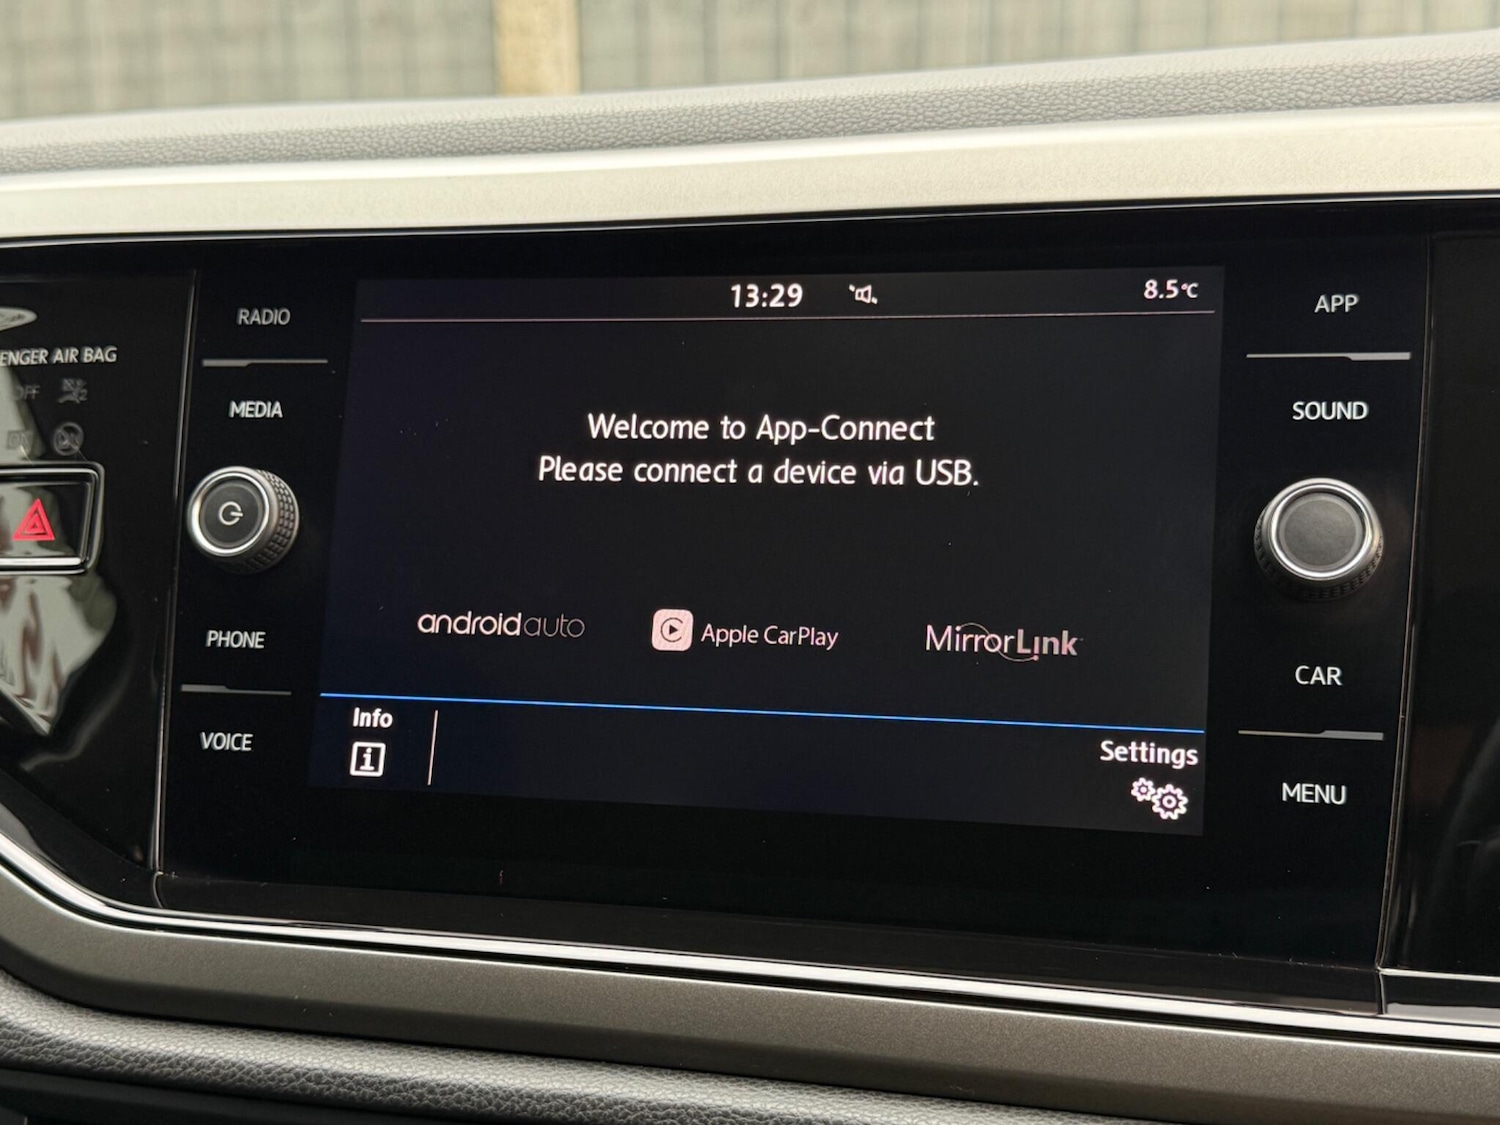 ENGER AIR BAG
OFF
RADIO
MEDIA
PHONE
VOICE
13:29
8.5°C
Welcome to App-Connect
Please connect a device via USB.
androidauto
Apple CarPlay
MirrorLink
Info
i
Settings
APP
SOUND
CAR
MENU